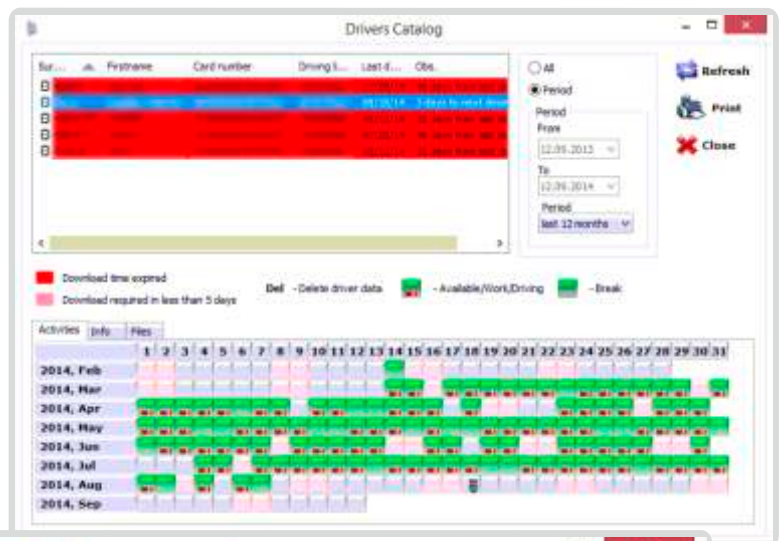 Drivers Catalog
Sur... Firstname Card number Driving l... Last d... Obs.
All
Period
Period
From
12.09.2013
To
12.09.2014
Period
last 12 months
Refresh
Print
Close
Download time expired
Download required in less than 5 days
Del - Delete driver data
- Available/Work/Driving
- Break
Activities Info Files
1 2 3 4 5 6 7 8 9 10 11 12 13 14 15 16 17 18 19 20 21 22 23 24 25 26 27 28 29 30 31
2014, Feb
2014, Mar
2014, Apr
2014, May
2014, Jun
2014, Jul
2014, Aug
2014, Sep